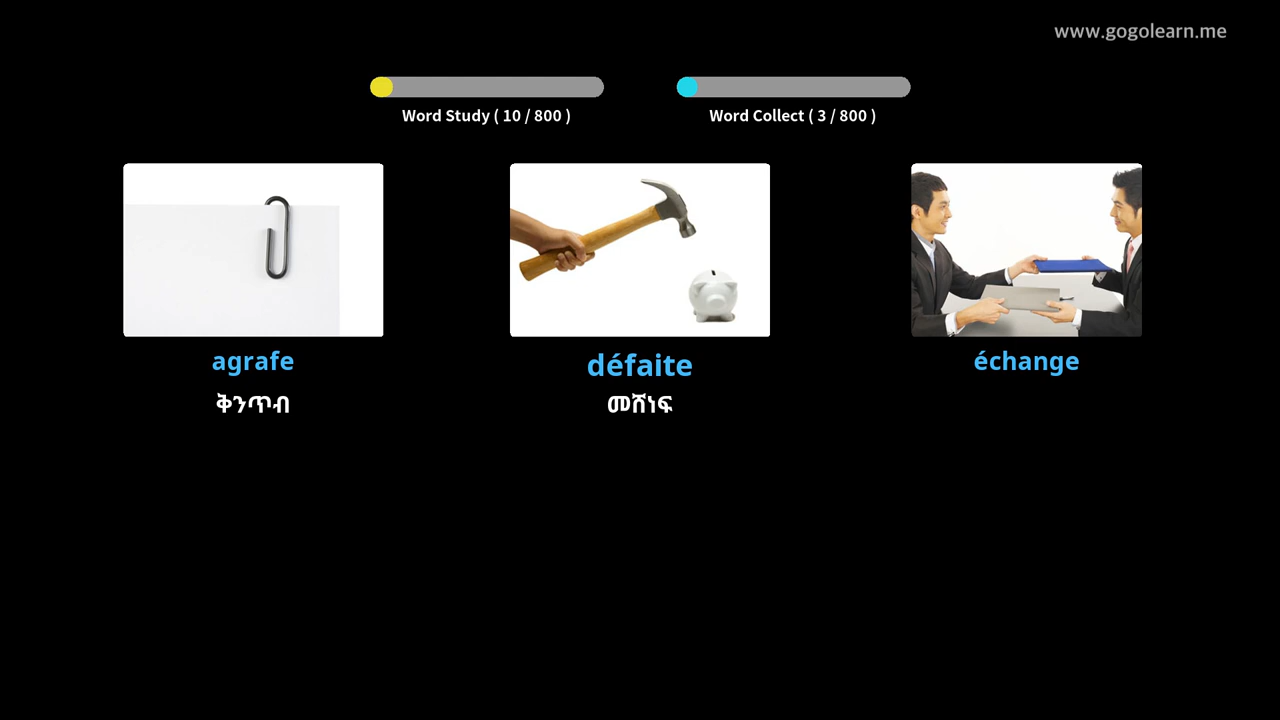 www.gogolearn.me
Word Study ( 10 / 800 )
Word Collect ( 3 / 800 )
agrafe
ቅንጥብ
défaite
መሸነፍ
échange